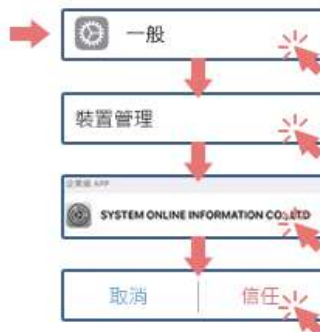 一般
裝置管理
企業級 APP
SYSTEM ONLINE INFORMATION CO.,LTD
取消
信任